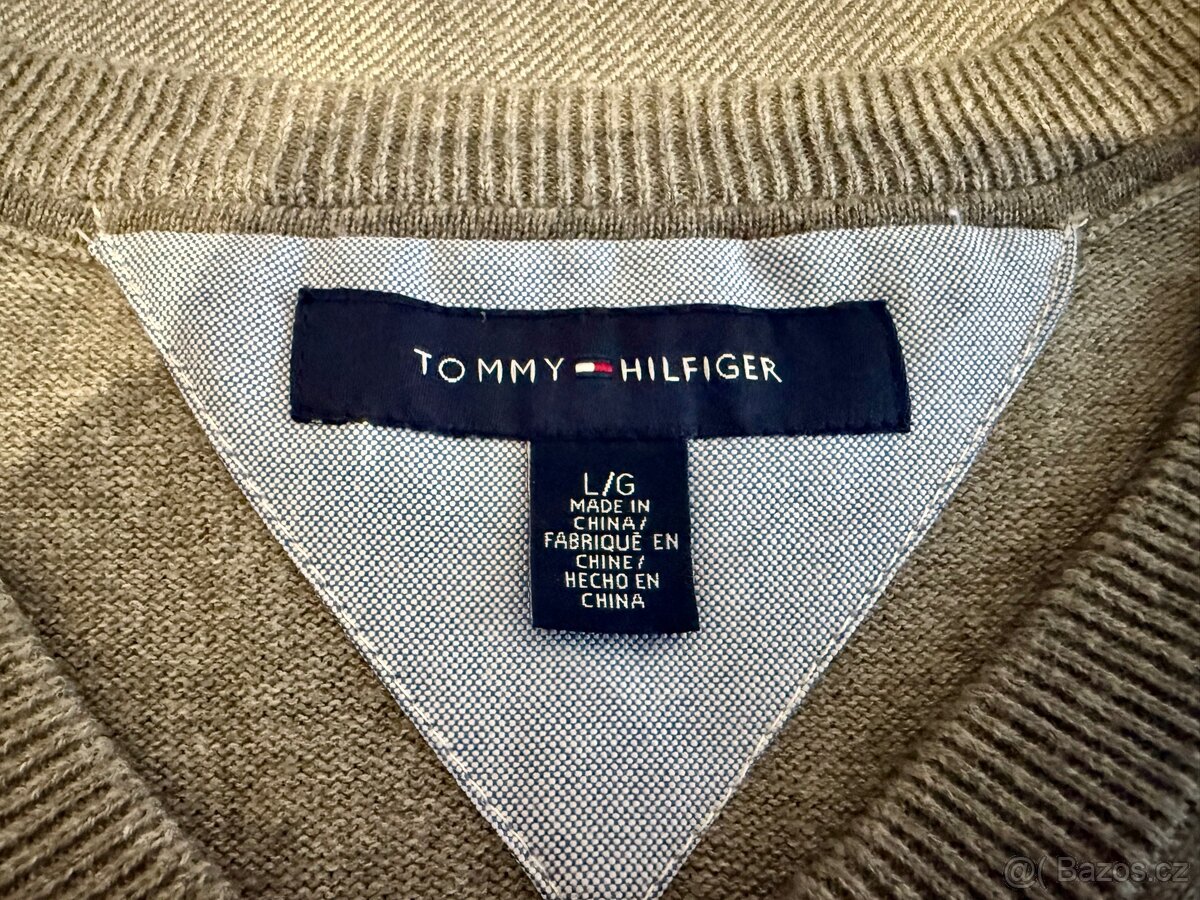 TOMMY HILFIGER
L/G
MADE IN
CHINA/
FABRIQUÉ EN
CHINE/
HECHO EN
CHINA
@( Bazos.cz